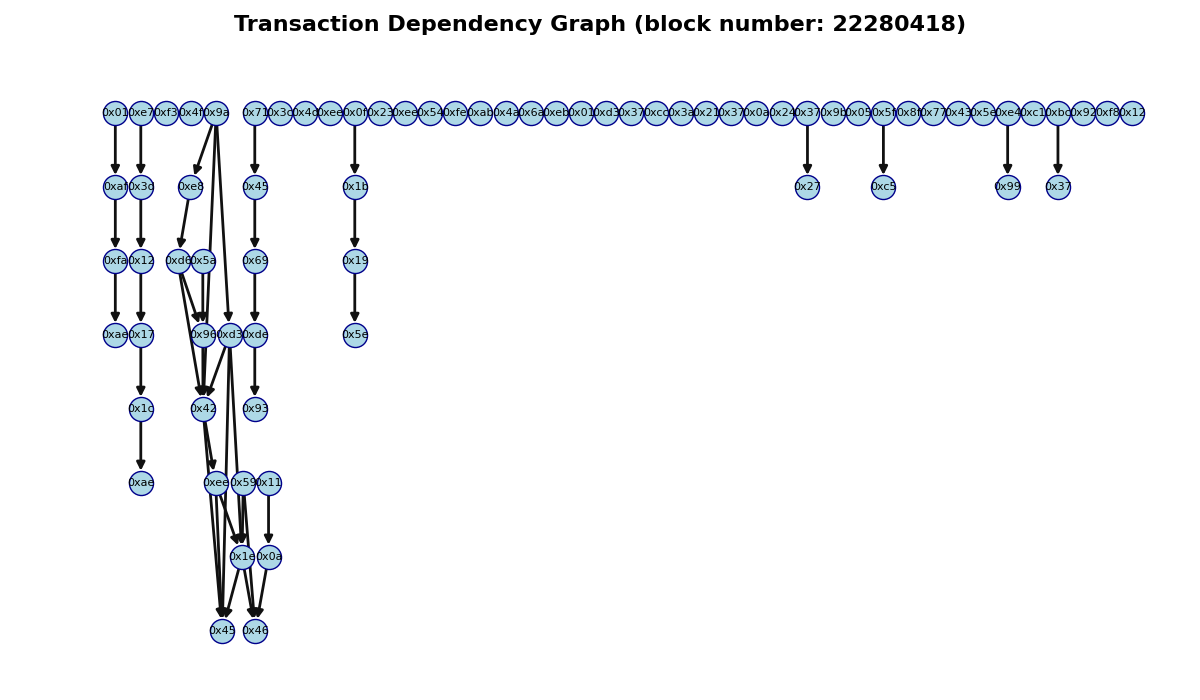 Transaction Dependency Graph (block number: 22280418)
0x01 0xe7 0xf3 0x4f 0x9a 0x71 0x3c 0x4d 0xee 0x0f 0x23 0xee 0x54 0xfe 0xab 0x4a 0x6a 0xeb 0x01 0xd3 0x37 0xcc 0x3a 0x21 0x37 0x0a 0x24 0x37 0x9b 0x05 0x5f 0x8f 0x77 0x43 0x5e 0xe4 0xc1 0xbc 0x92 0xf8 0x12
0xaf 0x3d 0xe8 0x45 0x1b 0x27 0xc5 0x99 0x37
0xfa 0x12 0xd6 0x5a 0x69 0x19
0xae 0x17 0x96 0xd3 0xde 0x5e
0x1c 0x42 0x93
0xae 0xee 0x59 0x11
0x1e 0x0a
0x45 0x46